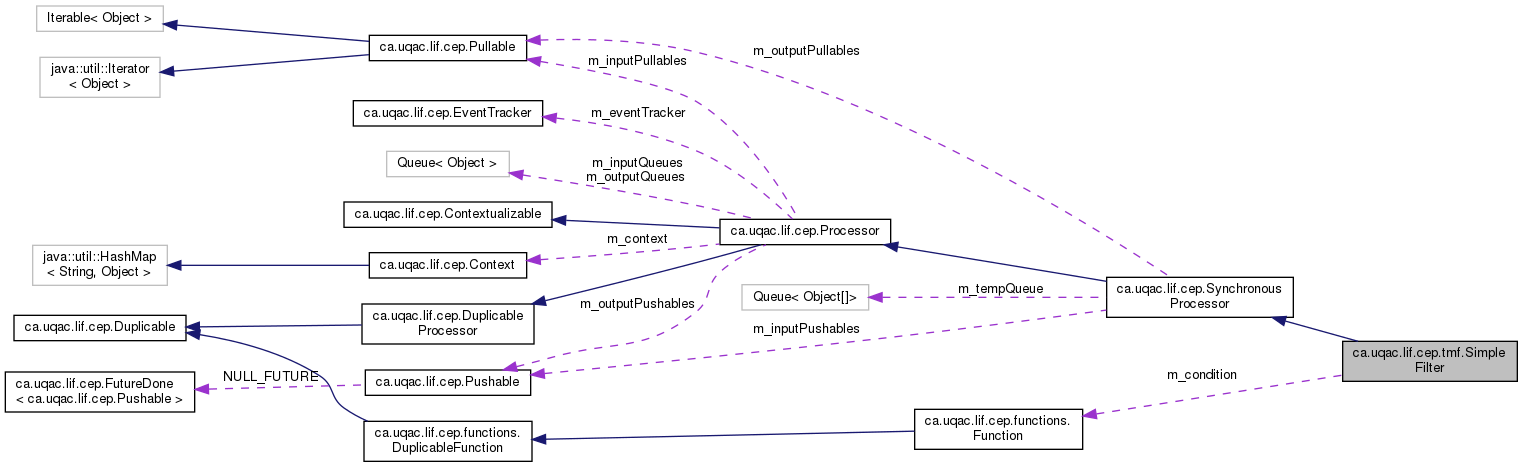 Iterable< Object >
ca.uqac.lif.cep.Pullable
m_outputPullables
java::util::Iterator
< Object >
m_inputPullables
ca.uqac.lif.cep.EventTracker
m_eventTracker
Queue< Object >
m_inputQueues
m_outputQueues
ca.uqac.lif.cep.Contextualizable
ca.uqac.lif.cep.Processor
m_context
java::util::HashMap
< String, Object >
ca.uqac.lif.cep.Context
Queue< Object[]>
m_tempQueue
ca.uqac.lif.cep.Synchronous
Processor
m_outputPushables
ca.uqac.lif.cep.Duplicable
ca.uqac.lif.cep.Duplicable
Processor
m_inputPushables
ca.uqac.lif.cep.tmf.Simple
Filter
ca.uqac.lif.cep.FutureDone
< ca.uqac.lif.cep.Pushable >
NULL_FUTURE
ca.uqac.lif.cep.Pushable
m_condition
ca.uqac.lif.cep.functions.
DuplicableFunction
ca.uqac.lif.cep.functions.
Function